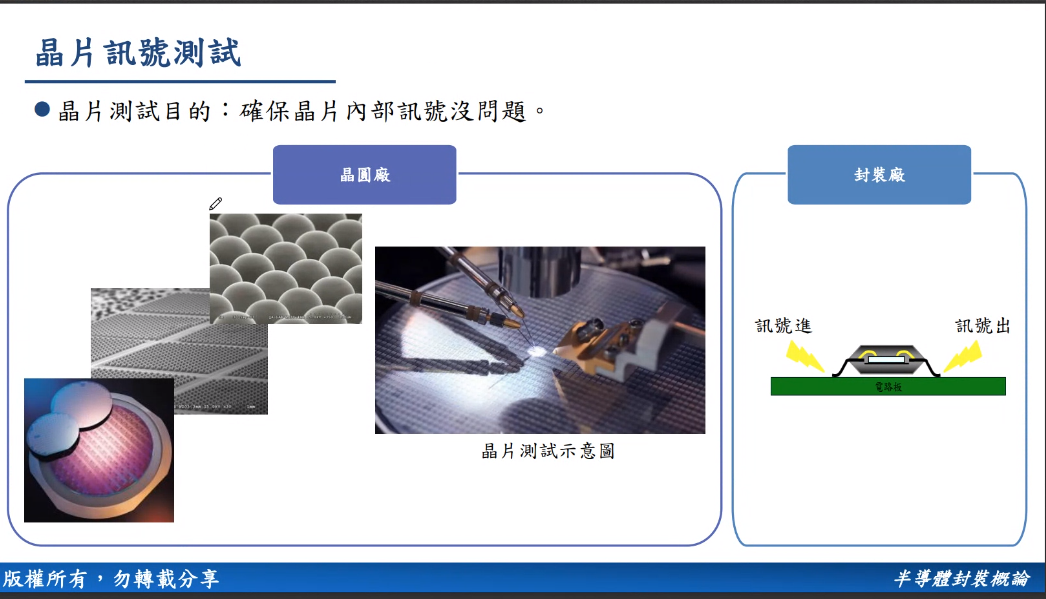 晶片訊號測試
晶片測試目的：確保晶片內部訊號沒問題。
晶圓廠
封裝廠
訊號進
訊號出
電路板
晶片測試示意圖
版權所有，勿轉載分享
半導體封裝概論